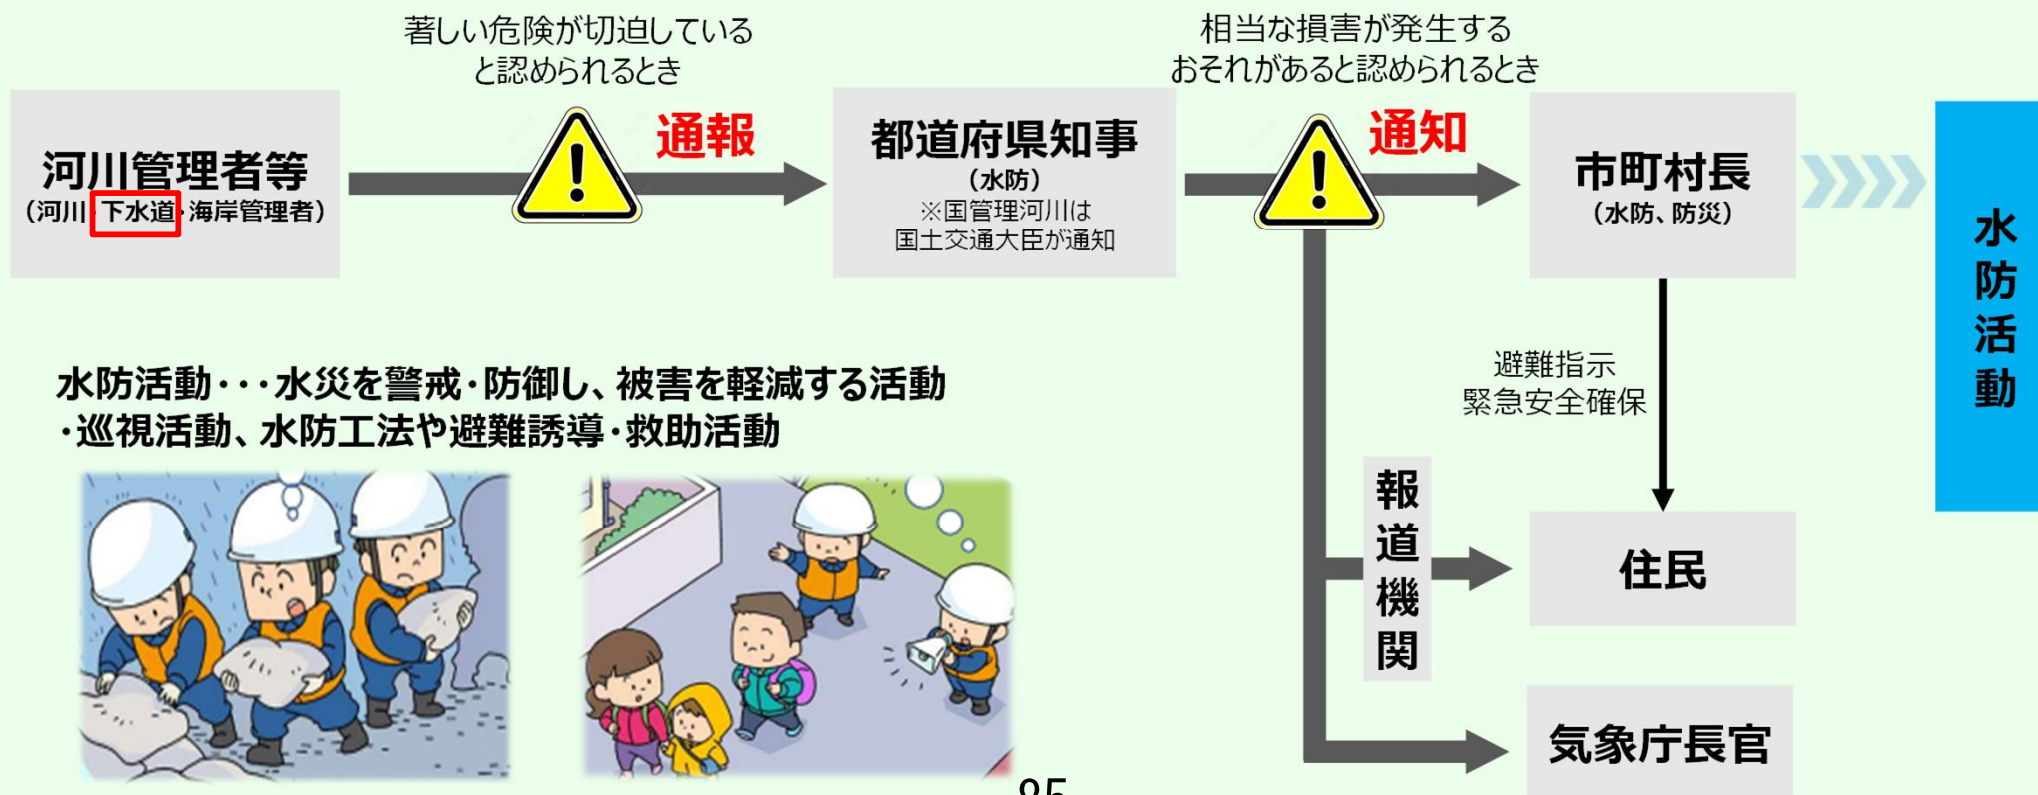 著しい危険が切迫している
と認められるとき
相当な損害が発生する
おそれがあると認められるとき
河川管理者等
（河川・下水道・海岸管理者）
通報
都道府県知事
（水防）
※国管理河川は
国土交通大臣が通知
通知
市町村長
（水防、防災）
水防活動
避難指示
緊急安全確保
水防活動・・・水災を警戒・防御し、被害を軽減する活動
・巡視活動、水防工法や避難誘導・救助活動
報道機関
住民
気象庁長官